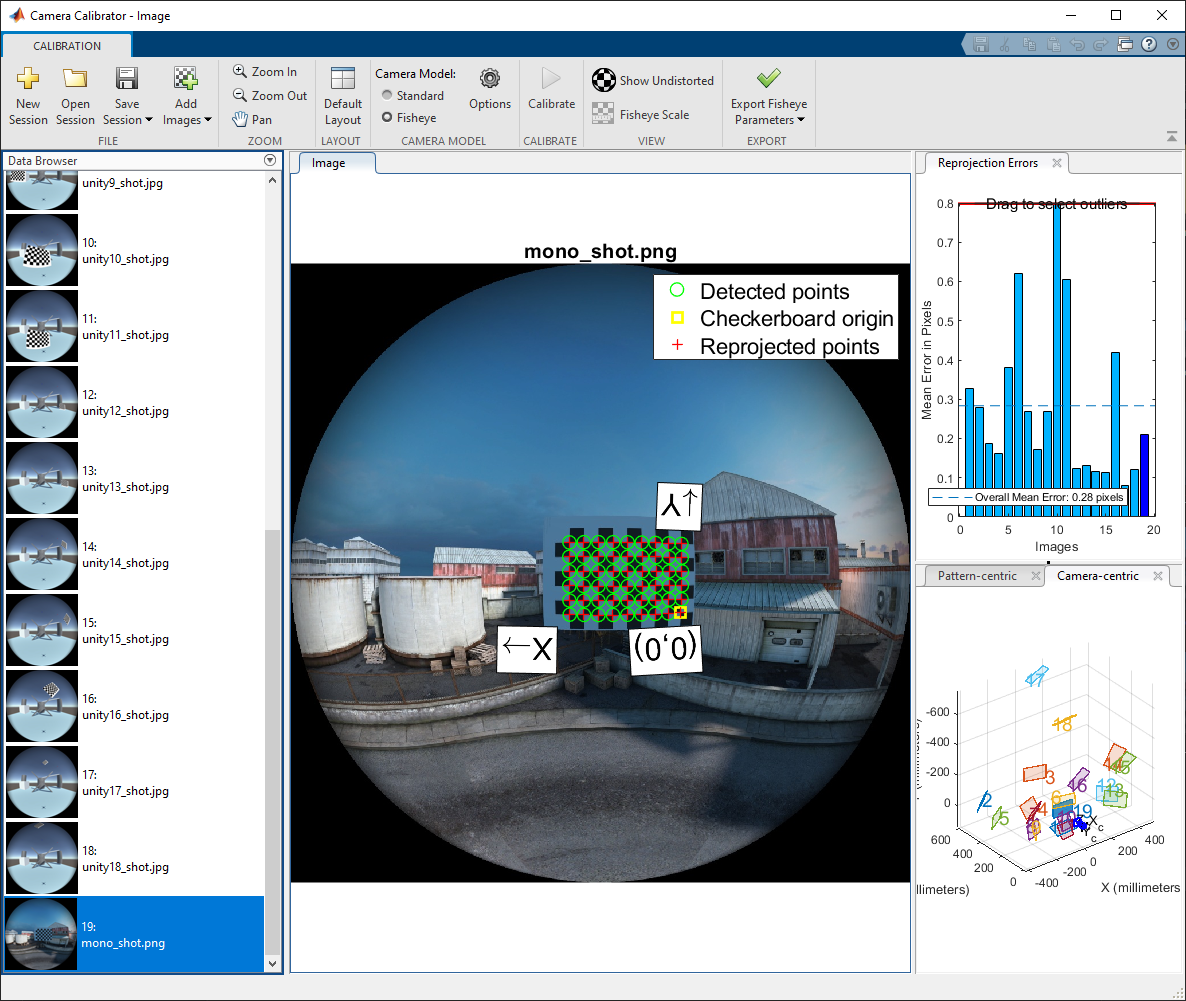 Camera Calibrator - Image
CALIBRATION
New Session
Open Session
Save Session
Add Images
FILE
Zoom In
Zoom Out
Pan
ZOOM
Default Layout
LAYOUT
Camera Model:
Standard
Fisheye
Options
CAMERA MODEL
Calibrate
CALIBRATE
Show Undistorted
Fisheye Scale
VIEW
Export Fisheye Parameters
EXPORT
Data Browser
unity9_shot.jpg
10:
unity10_shot.jpg
11:
unity11_shot.jpg
12:
unity12_shot.jpg
13:
unity13_shot.jpg
14:
unity14_shot.jpg
15:
unity15_shot.jpg
16:
unity16_shot.jpg
17:
unity17_shot.jpg
18:
unity18_shot.jpg
19:
mono_shot.png
Image
mono_shot.png
Detected points
Checkerboard origin
Reprojected points
Y→
X→
(0,0)
Reprojection Errors
Drag to select outliers
Mean Error in Pixels
0.8
0.7
0.6
0.5
0.4
0.3
0.2
0.1
0
Overall Mean Error: 0.28 pixels
0 5 10 15 20
Images
Pattern-centric
Camera-centric
-600
-400
-200
0
17
18
3
14
15
16
12
13
2
5
4
6
19
Xc
Yc
600
400
200
0
-400
-200
0
200
400
llimeters)
X (millimeters